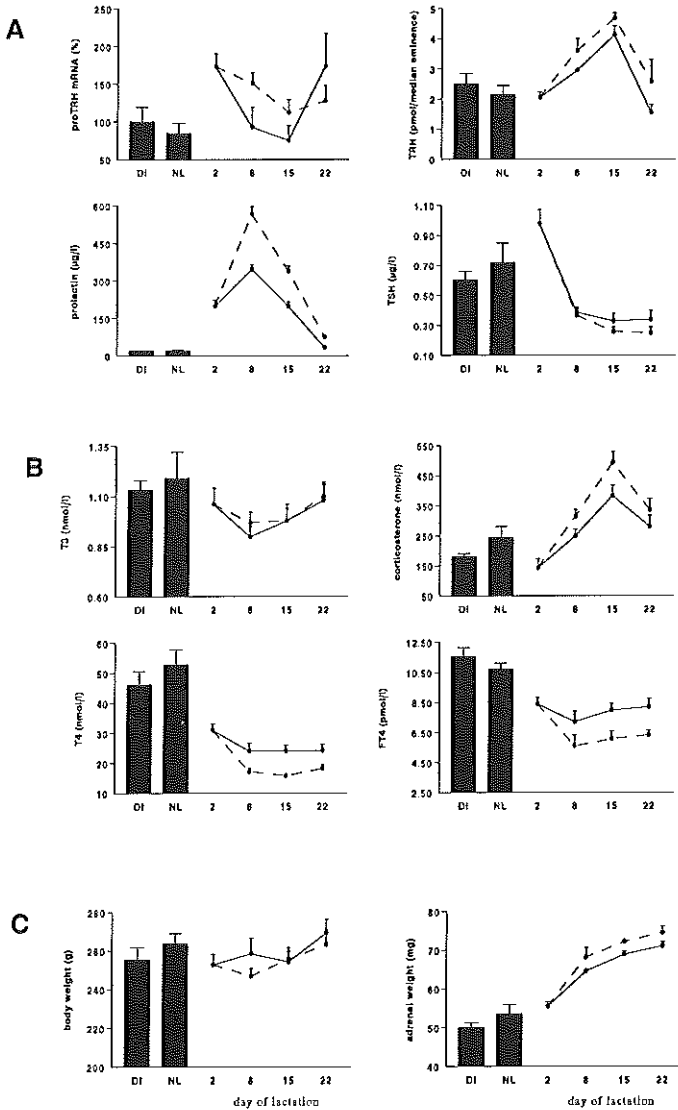 A
proTRH mRNA (%)
250
200
150
100
50
DI NL 2 8 15 22
TRH (pmol/median eminence)
5
4
3
2
1
0
DI NL 2 8 15 22
prolactin (µg/l)
600
450
300
150
0
DI NL 2 8 15 22
TSH (µg/l)
1.10
0.90
0.70
0.50
0.30
0.10
DI NL 2 8 15 22
B
T3 (nmol/l)
1.35
1.10
0.85
0.60
DI NL 2 8 15 22
corticosterone (nmol/l)
550
450
350
250
150
50
DI NL 2 8 15 22
T4 (nmol/l)
60
50
40
30
20
10
DI NL 2 8 15 22
FT4 (pmol/l)
12.50
10.50
8.50
6.50
4.50
2.50
DI NL 2 8 15 22
C
body weight (g)
280
260
240
220
200
DI NL 2 8 15 22
day of lactation
adrenal weight (mg)
80
70
60
50
40
DI NL 2 8 15 22
day of lactation